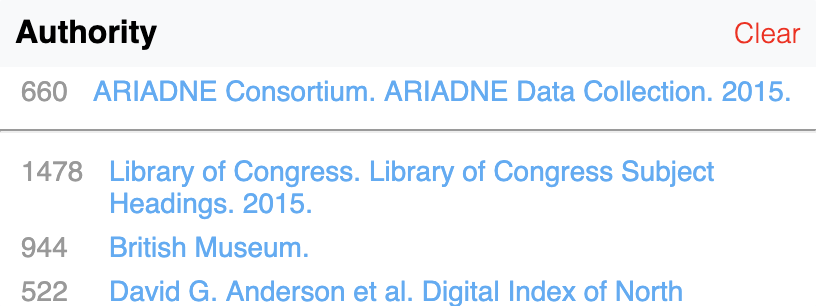 Authority Clear
660 ARIADNE Consortium. ARIADNE Data Collection. 2015.
1478 Library of Congress. Library of Congress Subject
Headings. 2015.
944 British Museum.
522 David G. Anderson et al. Digital Index of North